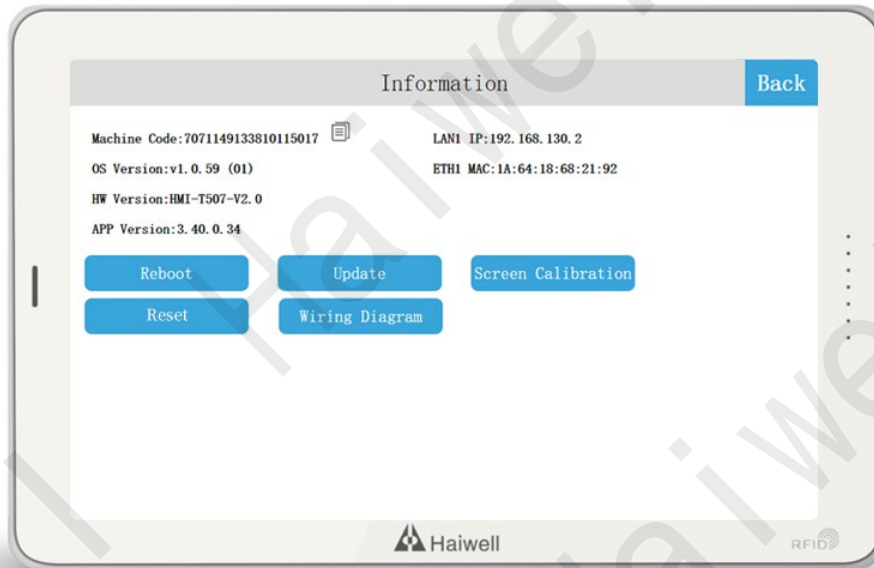 Information
Back
Machine Code:7071149133810115017
LAN1 IP:192.168.130.2
OS Version:v1.0.59 (01)
ETH1 MAC:1A:64:18:68:21:92
HW Version:HMI-T507-V2.0
APP Version:3.40.0.34
Reboot
Update
Screen Calibration
Reset
Wiring Diagram
Haiwell
RFID
Haiwel
Haiwe